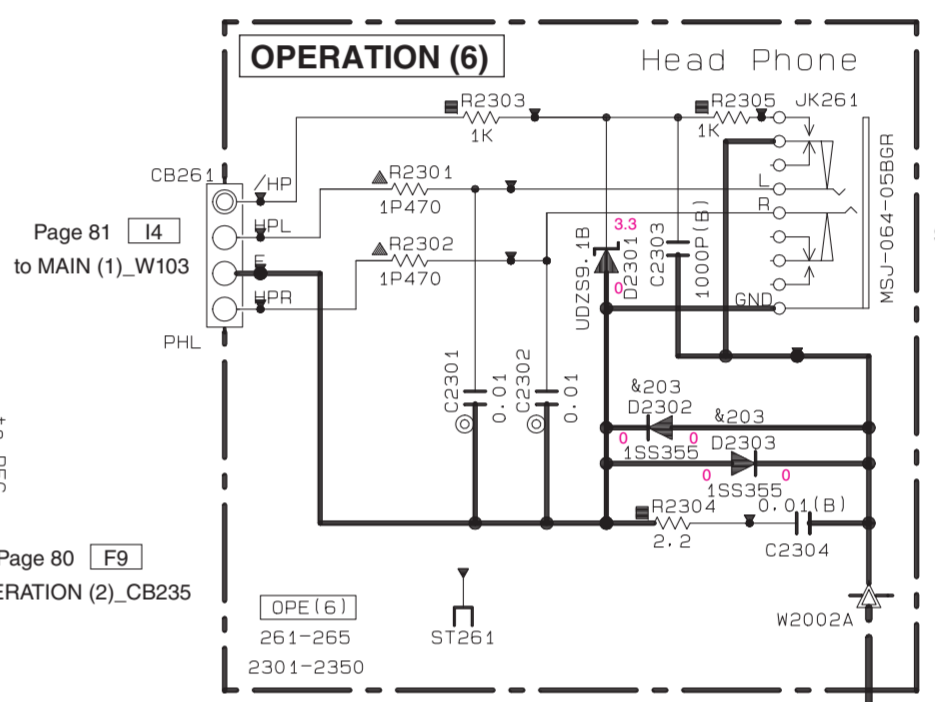 OPERATION (6)
Head Phone
R2303
1K
R2305
1K
JK261
CB261
/HP
R2301
1P470
HPL
Page 81 I4
to MAIN (1)_W103
R2302
1P470
E
HPR
PHL
L
R
GND
MSJ-064-05BGR
3.3
0
UDZS9.1B
D2301
C2303
1000P(B)
C2301
0.01
C2302
0.01
&203
D2302
0
0
1SS355
&203
D2303
0
0
1SS355
R2304
2.2
0.01(B)
C2304
Page 80 F9
ERATION (2)_CB235
OPE(6)
261-265
2301-2350
ST261
W2002A